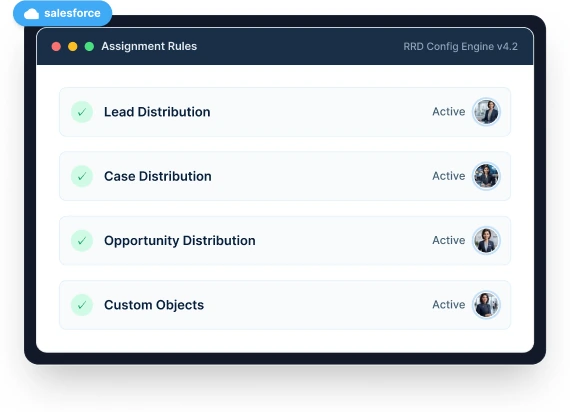 salesforce
Assignment Rules RRD Config Engine v4.2
✓ Lead Distribution Active
✓ Case Distribution Active
✓ Opportunity Distribution Active
✓ Custom Objects Active